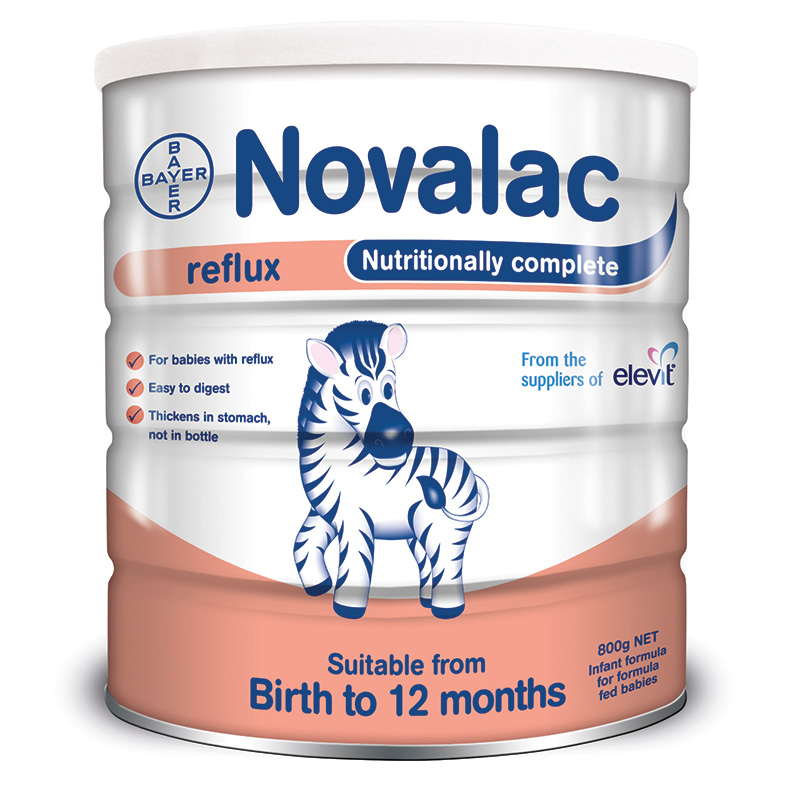 BAYER
BAYER
Novalac
reflux
Nutritionally complete
For babies with reflux
Easy to digest
Thickens in stomach,
not in bottle
From the
suppliers of elevit®
Suitable from
Birth to 12 months
800g NET
Infant formula
for formula
fed babies